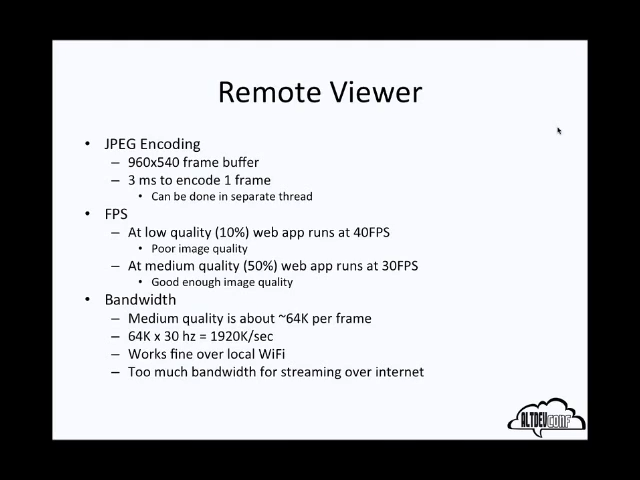 Remote Viewer
• JPEG Encoding
– 960x540 frame buffer
– 3 ms to encode 1 frame
• Can be done in separate thread
• FPS
– At low quality (10%) web app runs at 40FPS
• Poor image quality
– At medium quality (50%) web app runs at 30FPS
• Good enough image quality
• Bandwidth
– Medium quality is about ~64K per frame
– 64K x 30 hz = 1920K/sec
– Works fine over local WiFi
– Too much bandwidth for streaming over internet
ALTDEVCONF